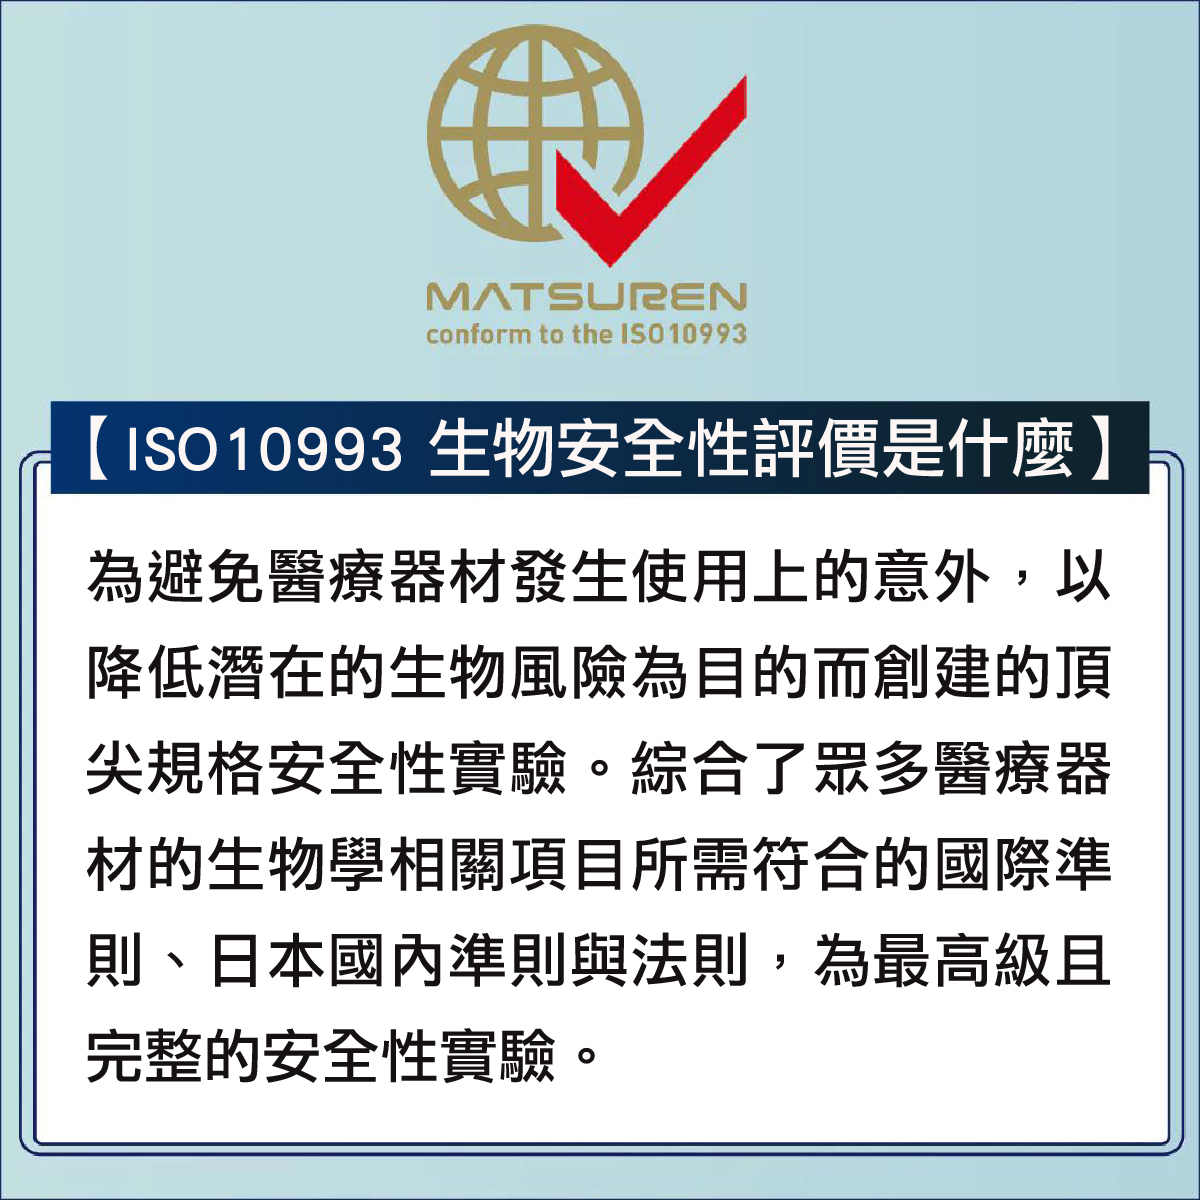 MATSUREN
conform to the ISO10993
【ISO10993 生物安全性評價是什麼】
為避免醫療器材發生使用上的意外，以
降低潛在的生物風險為目的而創建的頂
尖規格安全性實驗。綜合了眾多醫療器
材的生物學相關項目所需符合的國際準
則、日本國內準則與法則，為最高級且
完整的安全性實驗。